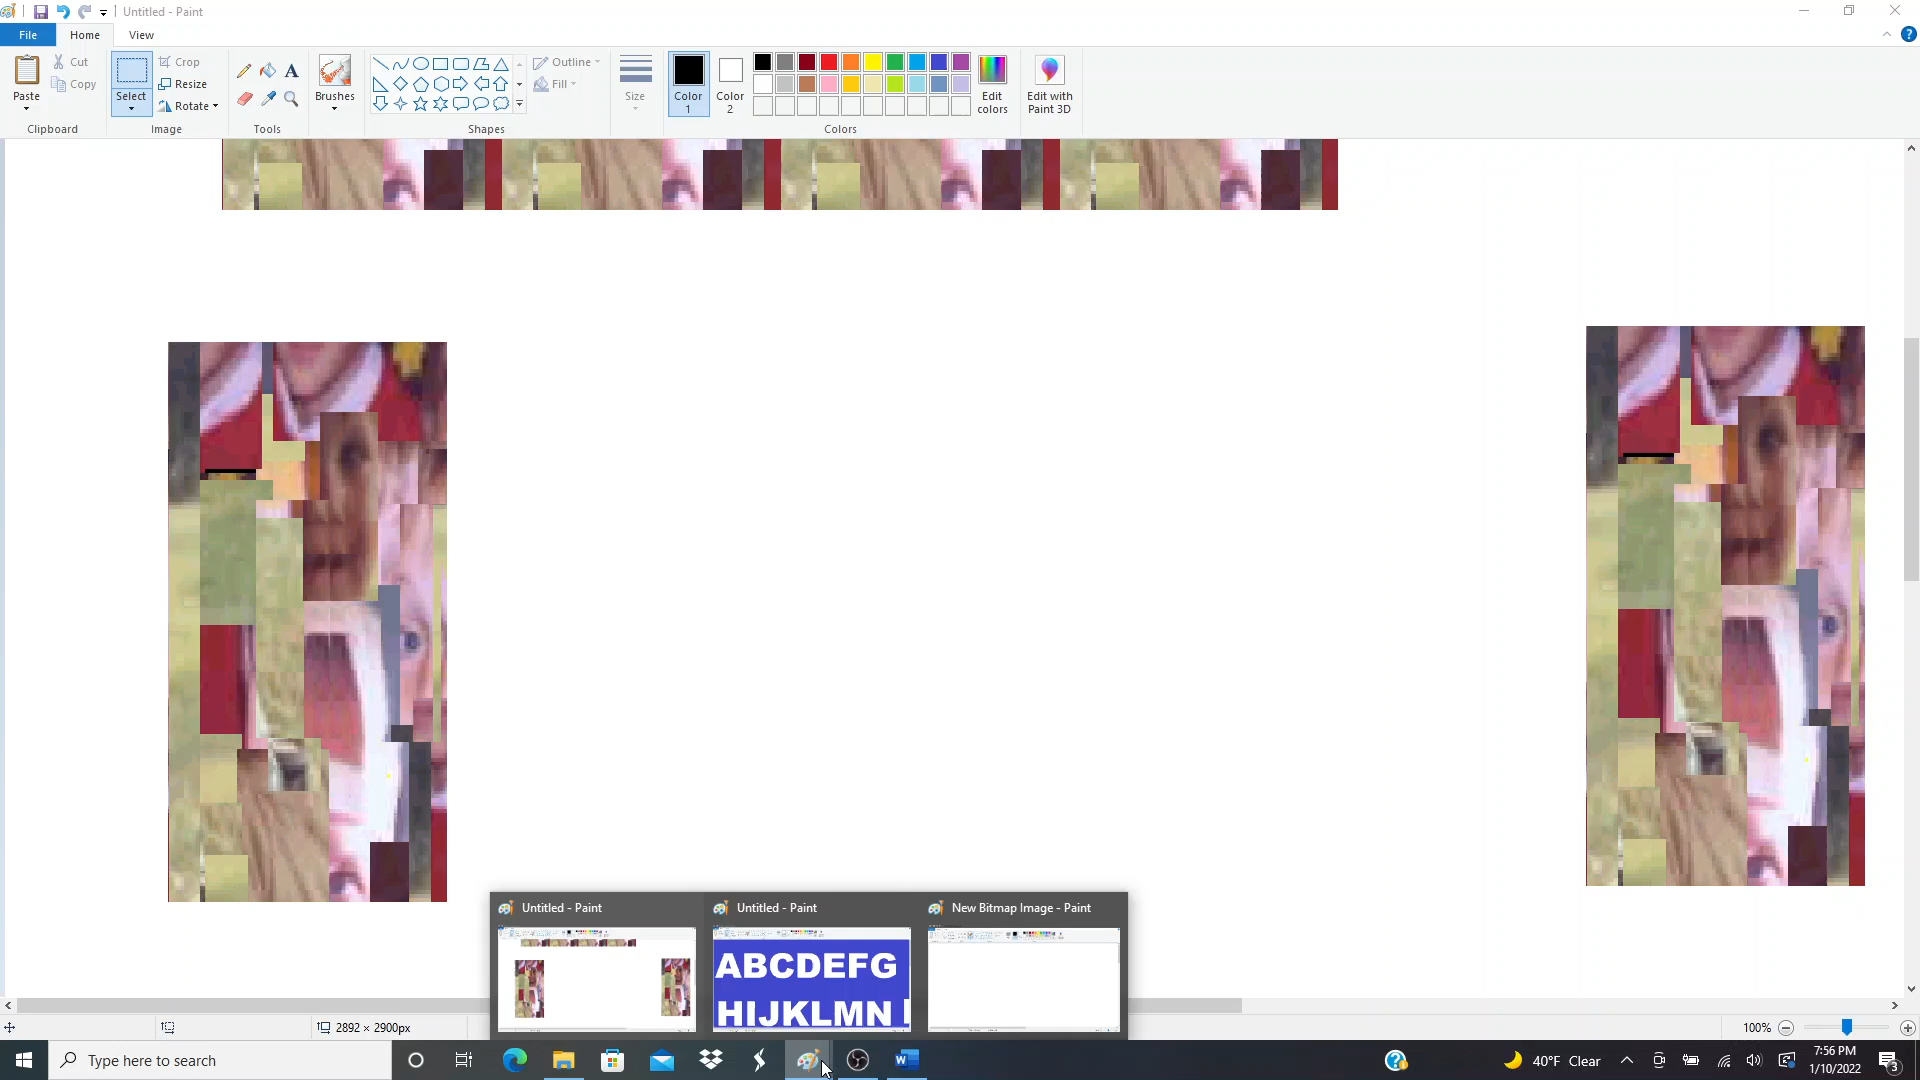 Untitled - Paint
File Home View
Paste Cut Copy Clipboard
Select Crop Resize Rotate Image
Tools
Brushes
Shapes
Outline Fill
Size
Color 1 Color 2 Colors
Edit colors
Edit with Paint 3D
Untitled - Paint Untitled - Paint New Bitmap Image - Paint
ABCDEFG
HIJKLMN
2892 × 2900px
100%
Type here to search
40°F Clear
7:56 PM
1/10/2022
3